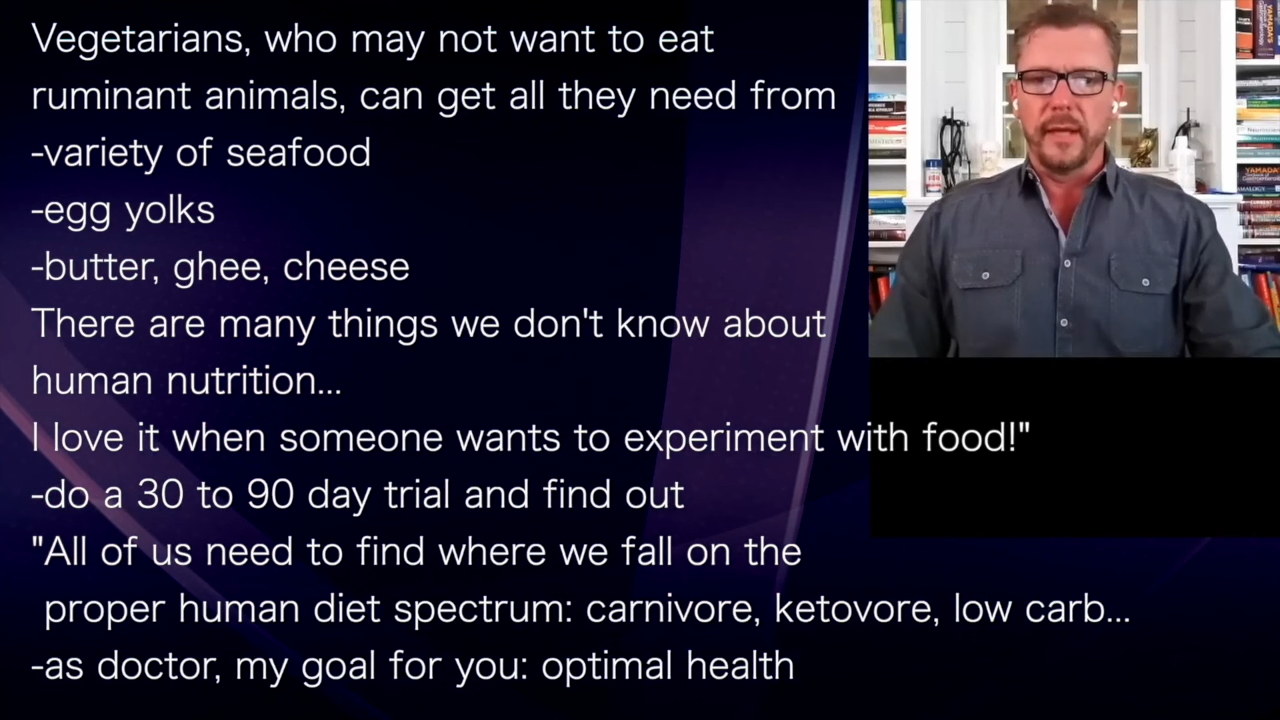 Vegetarians, who may not want to eat
ruminant animals, can get all they need from
-variety of seafood
-egg yolks
-butter, ghee, cheese
There are many things we don't know about
human nutrition...
I love it when someone wants to experiment with food!"
-do a 30 to 90 day trial and find out
"All of us need to find where we fall on the
proper human diet spectrum: carnivore, ketovore, low carb...
-as doctor, my goal for you: optimal health
YAMADA'S
YAMADA